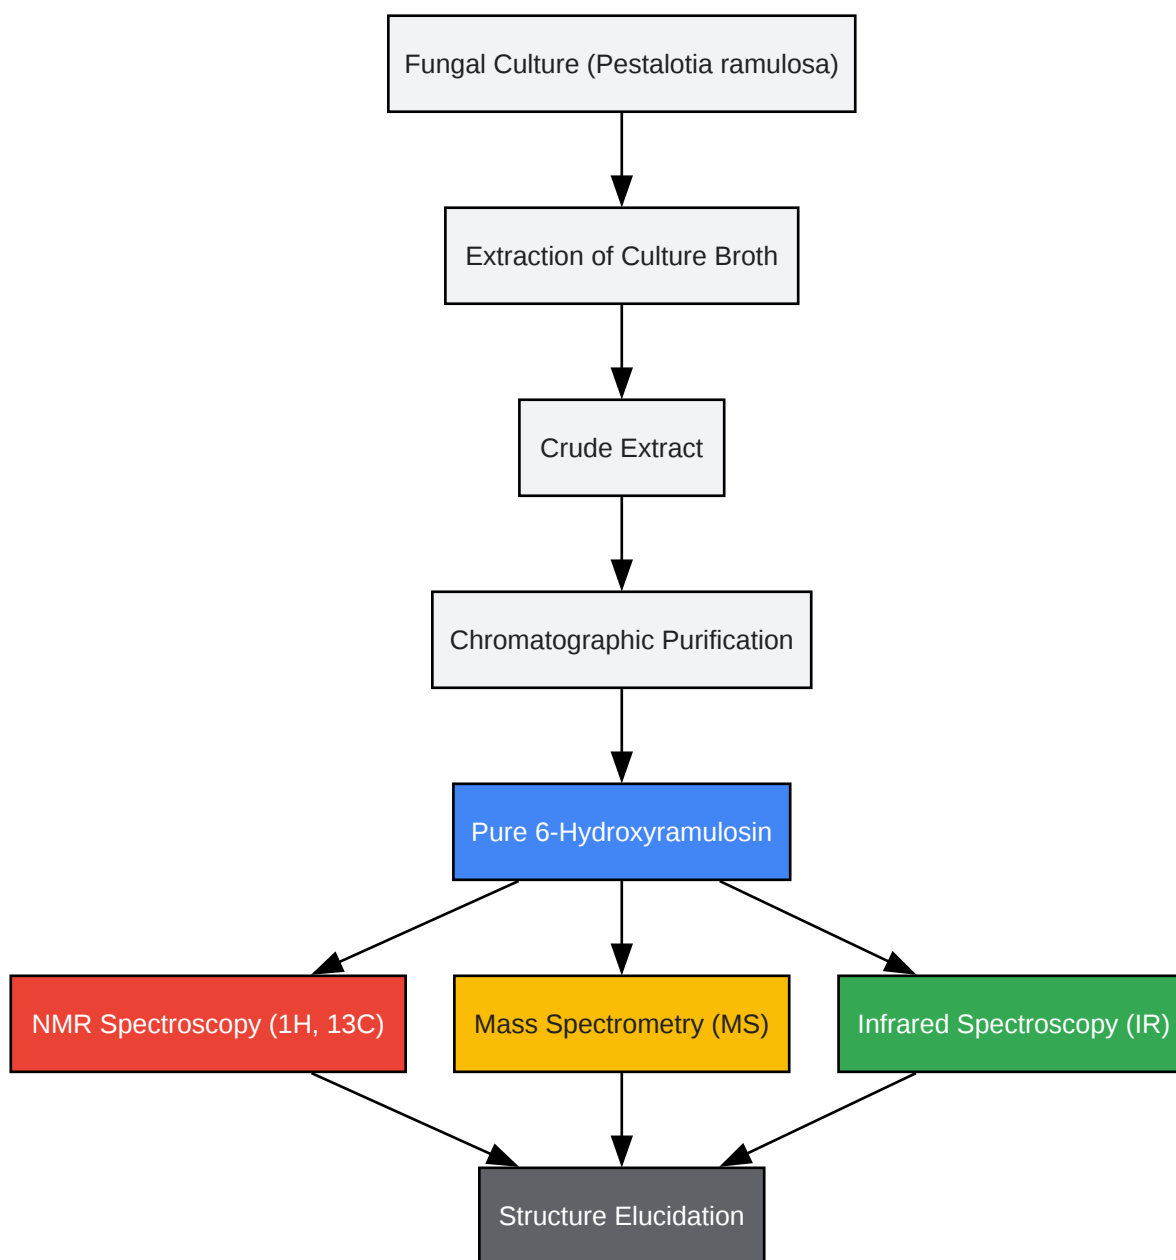 Fungal Culture (Pestalotia ramulosa)
Extraction of Culture Broth
Crude Extract
Chromatographic Purification
Pure 6-Hydroxyramulosin
NMR Spectroscopy (1H, 13C)
Mass Spectrometry (MS)
Infrared Spectroscopy (IR)
Structure Elucidation